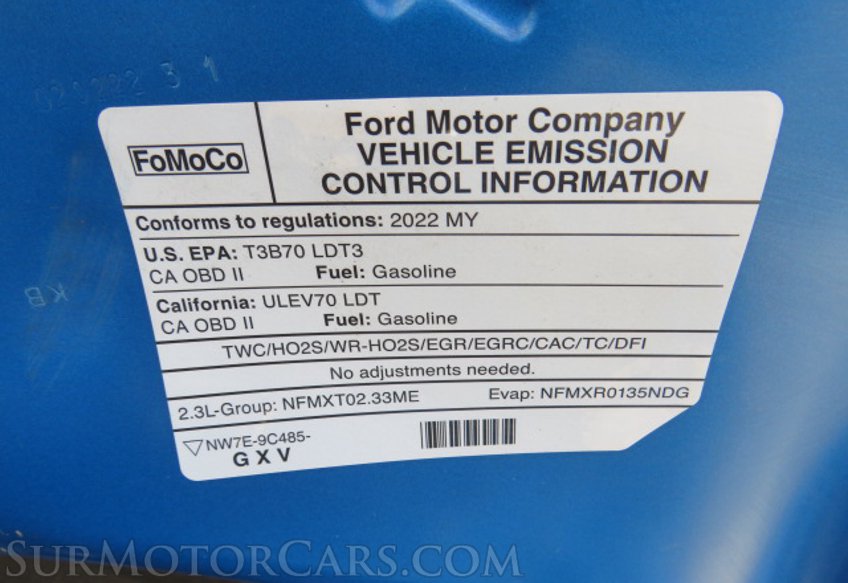 FoMoCo
Ford Motor Company
VEHICLE EMISSION
CONTROL INFORMATION
Conforms to regulations: 2022 MY
U.S. EPA: T3B70 LDT3
CA OBD II Fuel: Gasoline
California: ULEV70 LDT
CA OBD II Fuel: Gasoline
TWC/HO2S/WR-HO2S/EGR/EGRC/CAC/TC/DFI
No adjustments needed.
2.3L-Group: NFMXT02.33ME Evap: NFMXR0135NDG
NW7E-9C485-
G X V
KB
SURMOTORCARS.COM